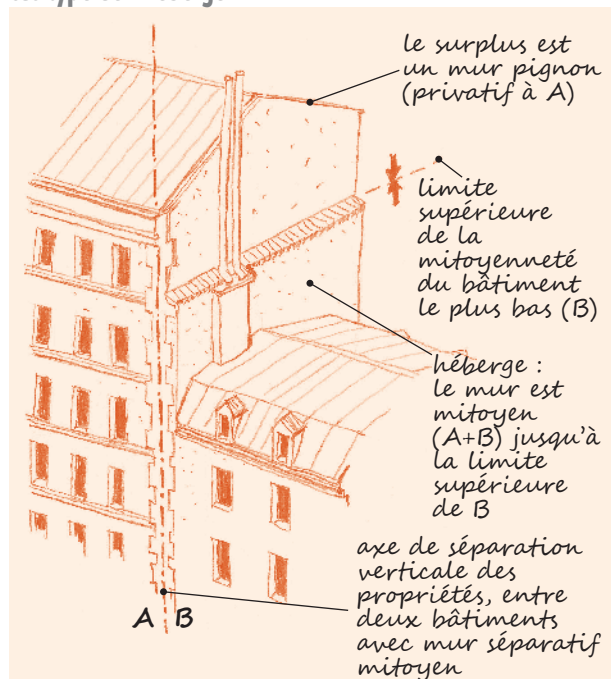 le surplus est
un mur pignon
(privatif à A)
limite
supérieure
de la
mitoyenneté
du bâtiment
le plus bas (B)
héberge :
le mur est
mitoyen
(A+B) jusqu'à
la limite
supérieure
de B
axe de séparation
verticale des
propriétés, entre
deux bâtiments
avec mur séparatif
mitoyen
A B